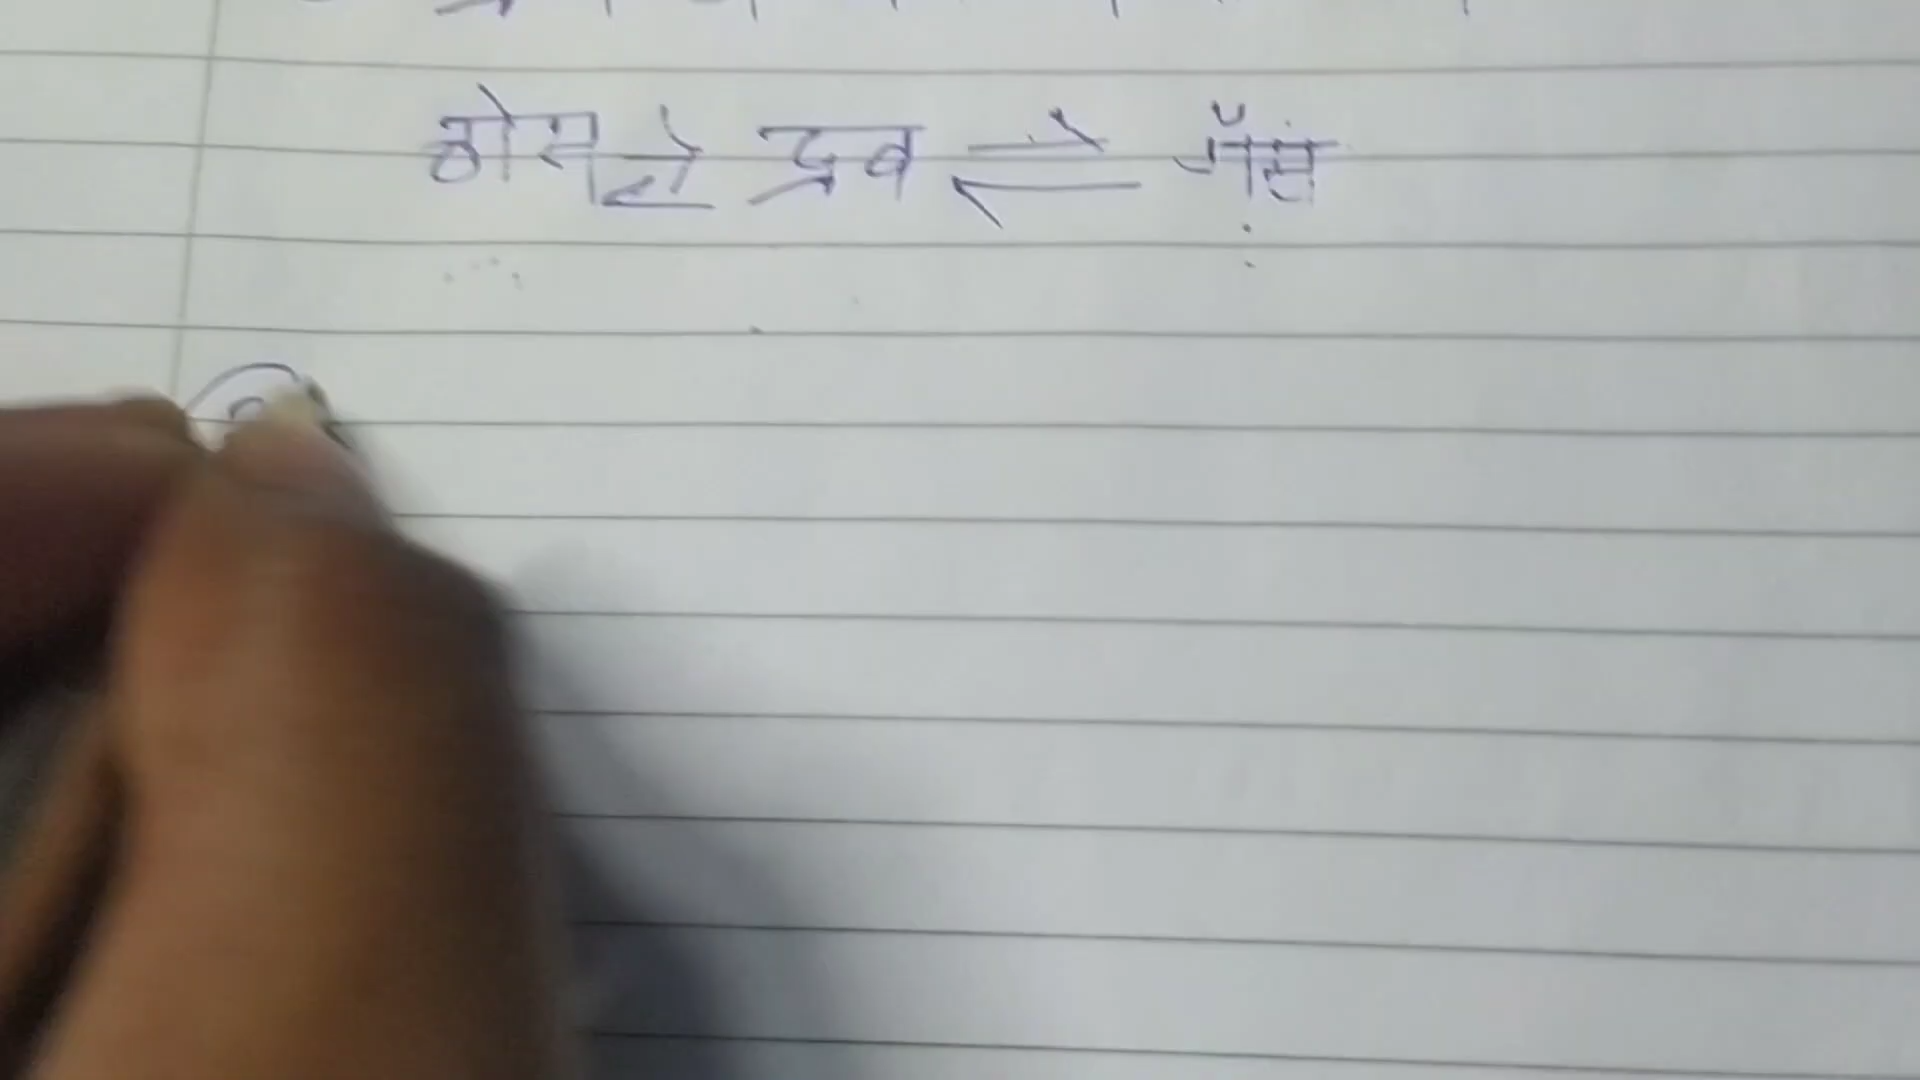 ठोस ⇌ द्रव ⇌ गैस